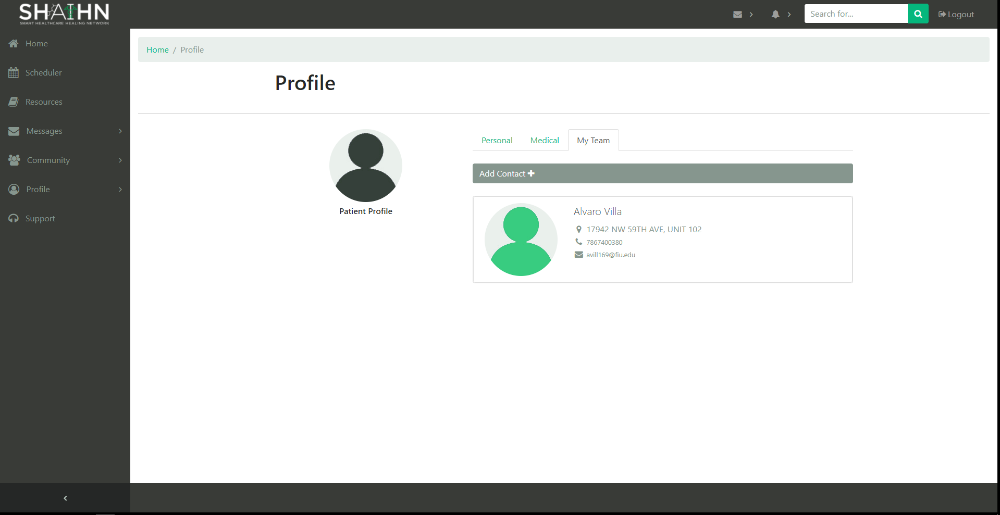 SHAIHN
SMART HEALTHCARE HEALING NETWORK
Search for...
Logout
Home
Scheduler
Resources
Messages
Community
Profile
Support
Home / Profile
Profile
Patient Profile
Personal Medical My Team
Add Contact
Alvaro Villa
17942 NW 59TH AVE, UNIT 102
7867400380
avill169@fiu.edu